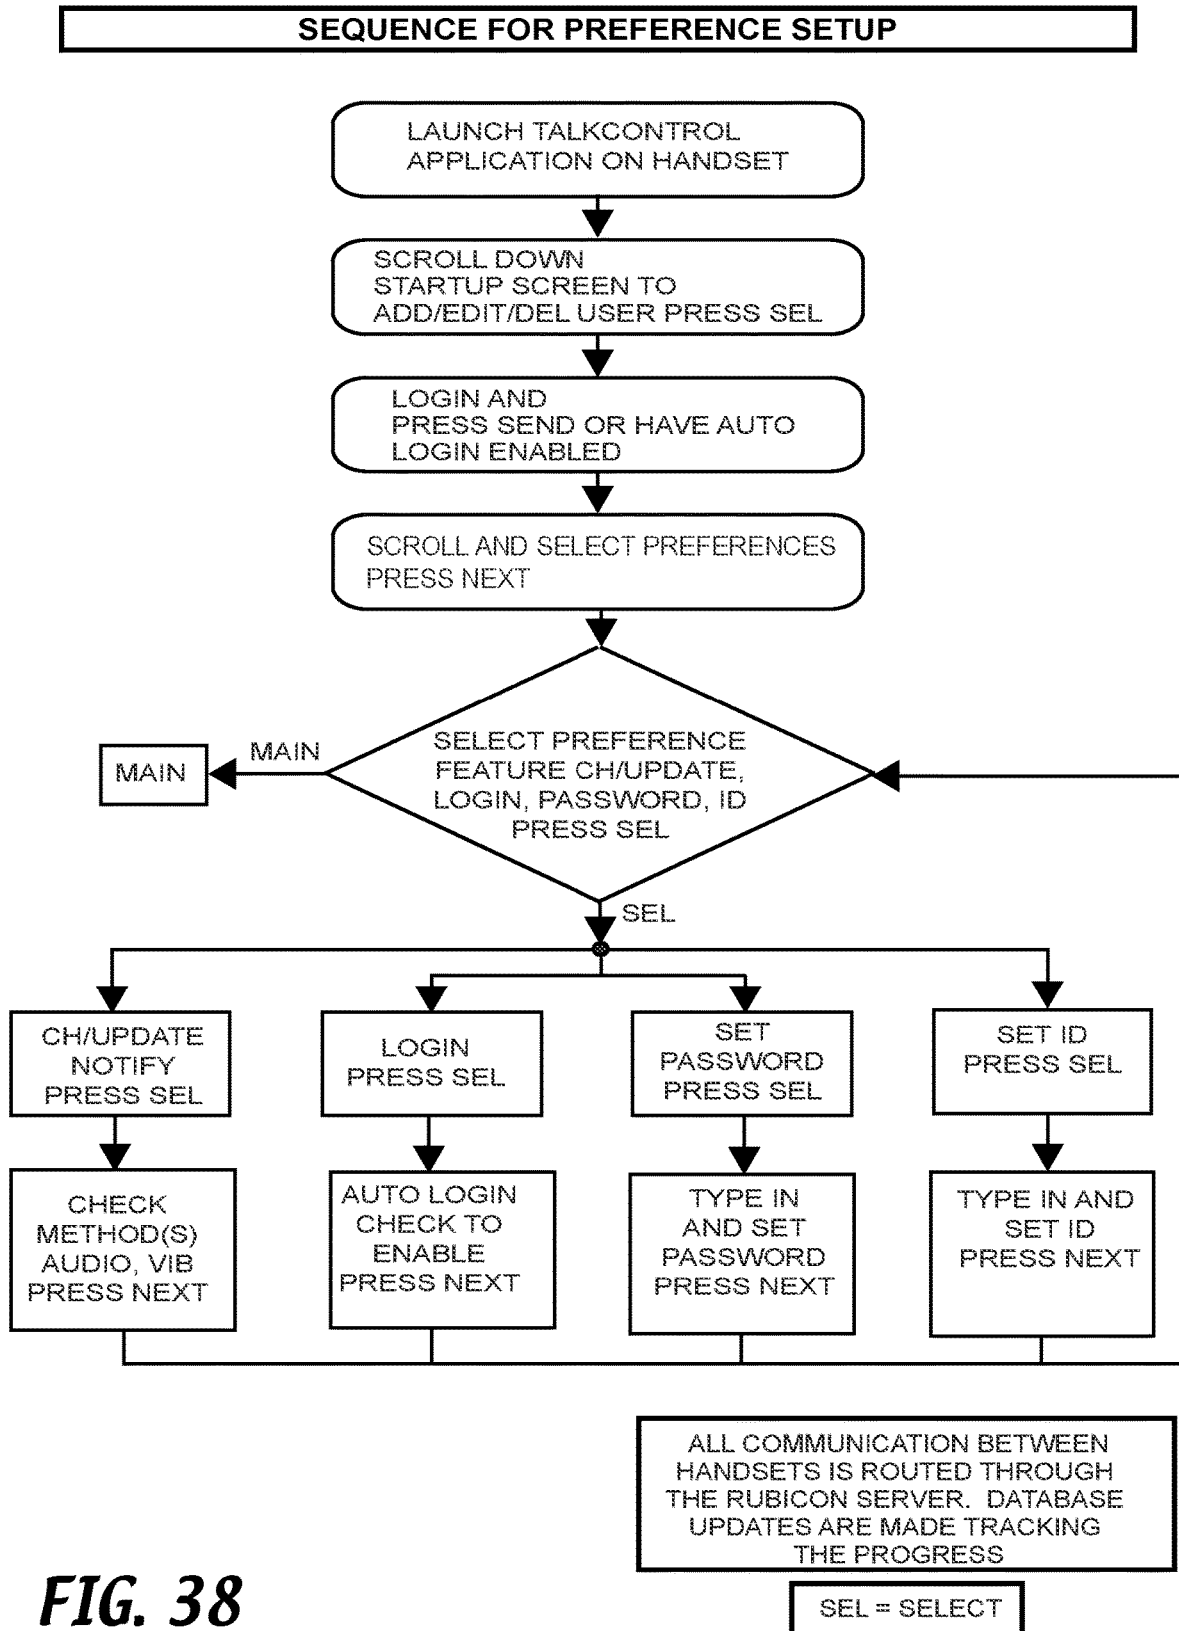 SEQUENCE FOR PREFERENCE SETUP
LAUNCH TALKCONTROL
APPLICATION ON HANDSET
SCROLL DOWN
STARTUP SCREEN TO
ADD/EDIT/DEL USER PRESS SEL
LOGIN AND
PRESS SEND OR HAVE AUTO
LOGIN ENABLED
SCROLL AND SELECT PREFERENCES
PRESS NEXT
SELECT PREFERENCE
FEATURE CH/UPDATE,
LOGIN, PASSWORD, ID
PRESS SEL
MAIN
MAIN
SEL
CH/UPDATE
NOTIFY
PRESS SEL
LOGIN
PRESS SEL
SET
PASSWORD
PRESS SEL
SET ID
PRESS SEL
CHECK
METHOD(S)
AUDIO, VIB
PRESS NEXT
AUTO LOGIN
CHECK TO
ENABLE
PRESS NEXT
TYPE IN
AND SET
PASSWORD
PRESS NEXT
TYPE IN AND
SET ID
PRESS NEXT
ALL COMMUNICATION BETWEEN
HANDSETS IS ROUTED THROUGH
THE RUBICON SERVER. DATABASE
UPDATES ARE MADE TRACKING
THE PROGRESS
SEL = SELECT
FIG. 38